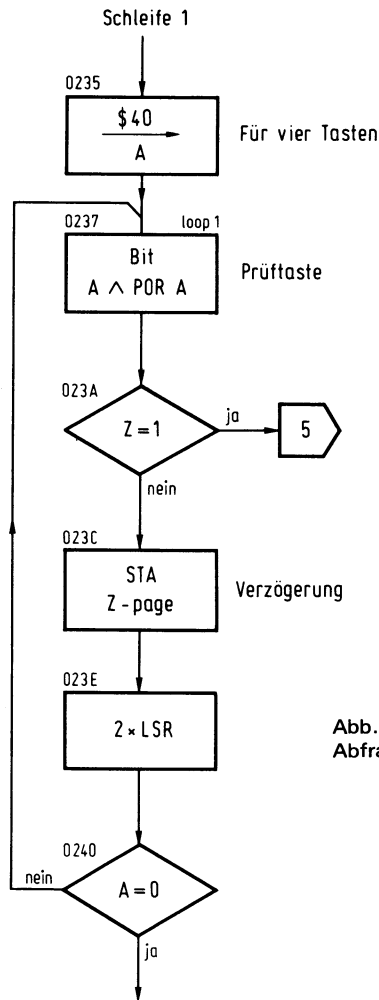 Schleife 1
0235
$40
A
Für vier Tasten
0237
loop 1
Bit
A ∧ POR A
Prüftaste
023A
Z = 1
ja
5
nein
023C
STA
Z-page
Verzögerung
023E
2 × LSR
Abb.
Abfra
0240
nein
A = 0
ja